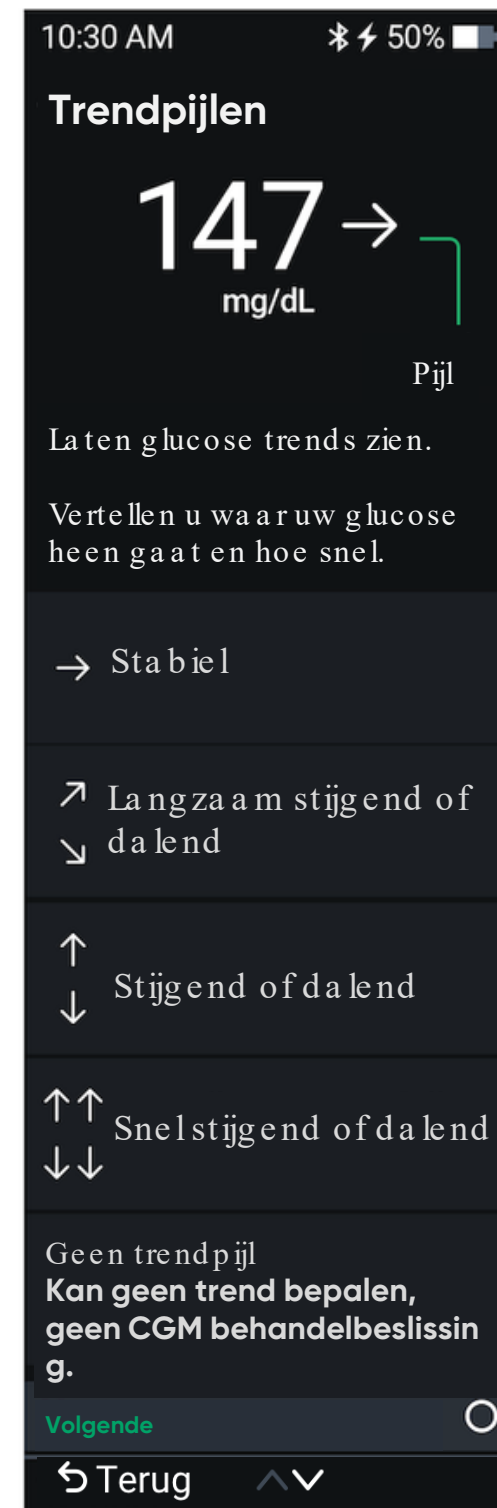 10:30 AM 50%
Trendpijlen
147 →
mg/dL
Pijl
Laten glucose trends zien.
Vertellen u waar uw glucose
heen gaat en hoe snel.
→ Stabiel
↗ Langzaam stijgend of
↘ dalend
↑
↓ Stijgend of dalend
↑↑
↓↓ Snel stijgend of dalend
Geen trendpijl
Kan geen trend bepalen,
geen CGM behandelbeslissin
g.
Volgende
Terug